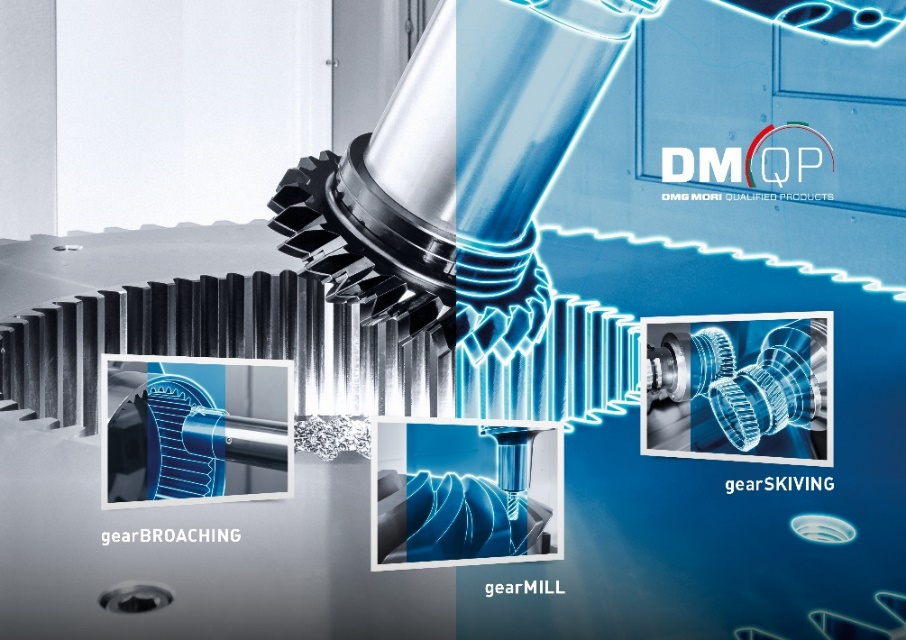 DMQP
DMG MORI QUALIFIED PRODUCTS
gearSKIVING
gearBROACHING
gearMILL